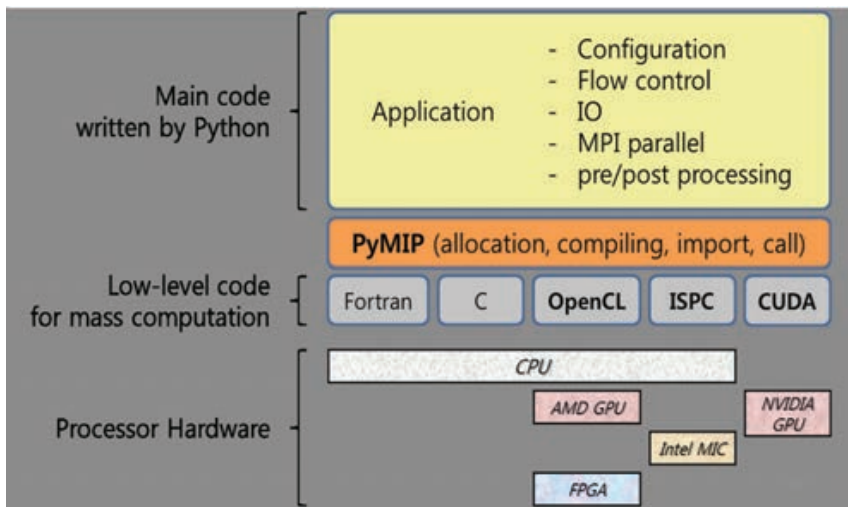 Main code
written by Python
Application
- Configuration
- Flow control
- IO
- MPI parallel
- pre/post processing
PyMIP (allocation, compiling, import, call)
Low-level code
for mass computation
Fortran
C
OpenCL
ISPC
CUDA
Processor Hardware
CPU
AMD GPU
NVIDIA
GPU
Intel MIC
FPGA